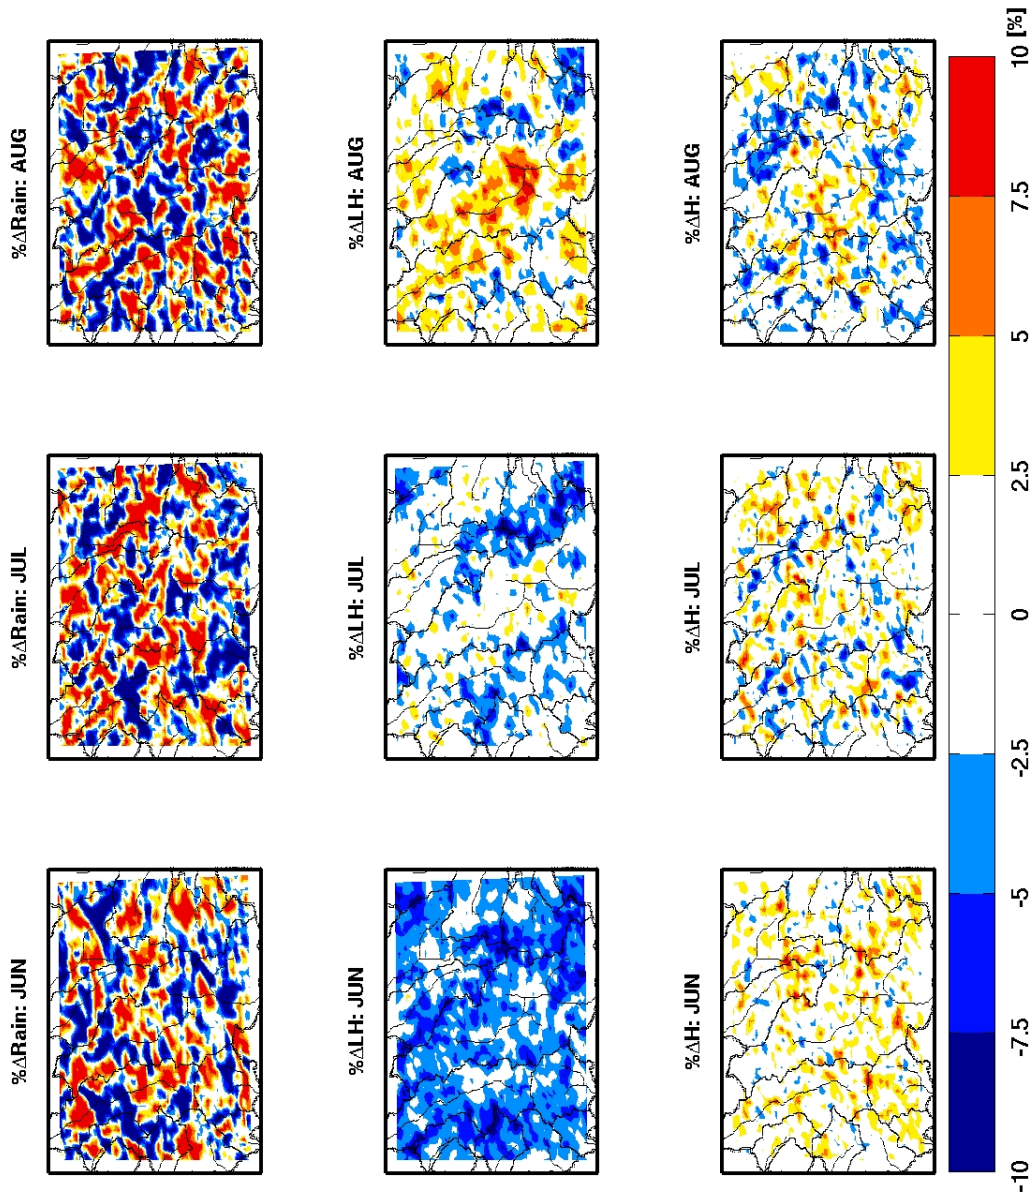 %ΔRain: JUN
%ΔRain: JUL
%ΔRain: AUG
%ΔLH: JUN
%ΔLH: JUL
%ΔLH: AUG
%ΔH: JUN
%ΔH: JUL
%ΔH: AUG
-10 -7.5 -5 -2.5 0 2.5 5 7.5 10 [%]